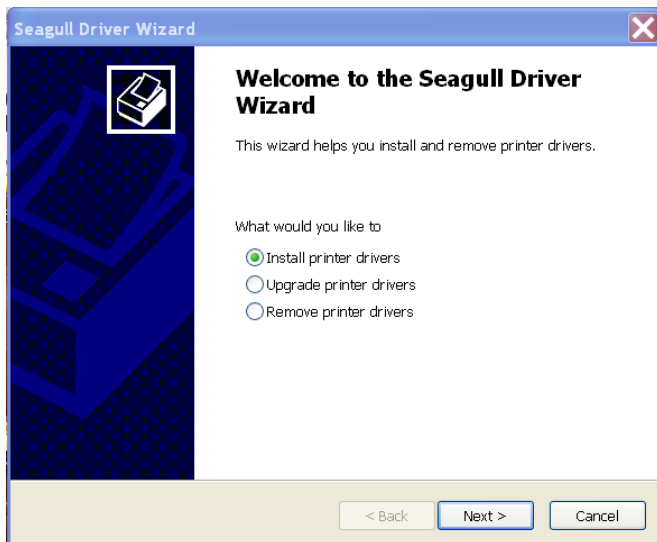 Seagull Driver Wizard
Welcome to the Seagull Driver
Wizard
This wizard helps you install and remove printer drivers.
What would you like to
Install printer drivers
Upgrade printer drivers
Remove printer drivers
< Back Next > Cancel